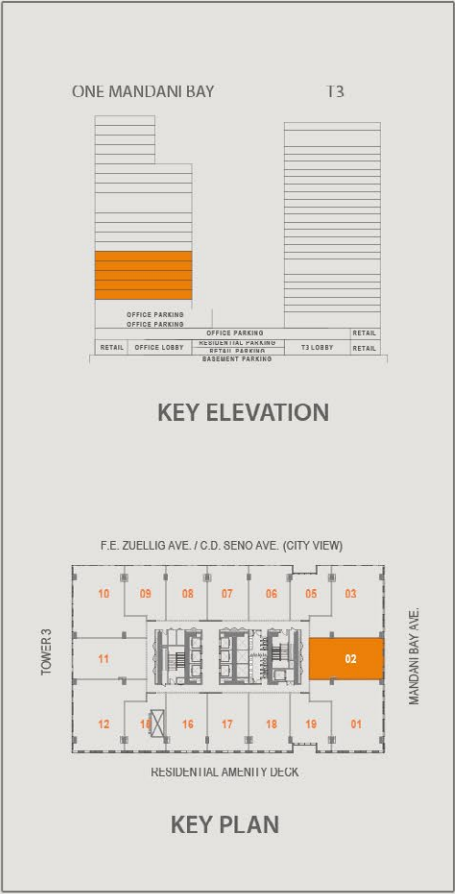 ONE MANDANI BAY T3
OFFICE PARKING
OFFICE PARKING
OFFICE PARKING RETAIL
RETAIL OFFICE LOBBY RESIDENTIAL PARKING T3 LOBBY RETAIL
RETAIL PARKING
BASEMENT PARKING
KEY ELEVATION
F.E. ZUELLIG AVE. / C.D. SENO AVE. (CITY VIEW)
10 09 08 07 06 05 03
TOWER 3 11 02 MANDANI BAY AVE.
12 16 17 18 19 01
RESIDENTIAL AMENITY DECK
KEY PLAN